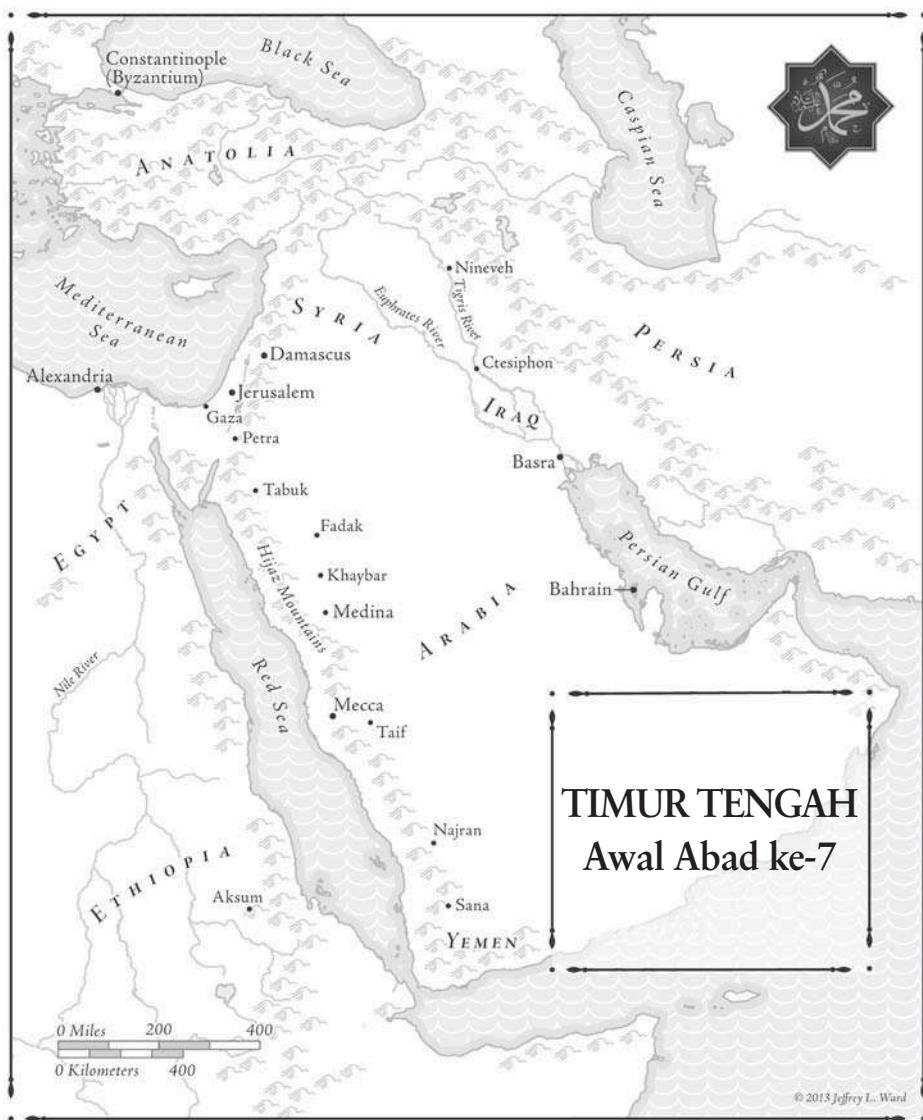 Constantinople
(Byzantium)
Black Sea
Caspian Sea
محمد
ANATOLIA
Nineveh
Mediterranean
Sea
SYRIA
Euphrates River
Tigris River
PERSIA
Damascus
Ctesiphon
Alexandria
Jerusalem
IRAQ
Gaza
Petra
Basra
Tabuk
EGYPT
Fadak
Persian Gulf
Hijaz Mountains
Khaybar
Bahrain
Medina
ARABIA
Nile River
Red Sea
Mecca
Taif
TIMUR TENGAH
Awal Abad ke-7
Najran
ETHIOPIA
Aksum
Sana
YEMEN
0 Miles 200 400
0 Kilometers 400
© 2013 Jeffrey L. Ward